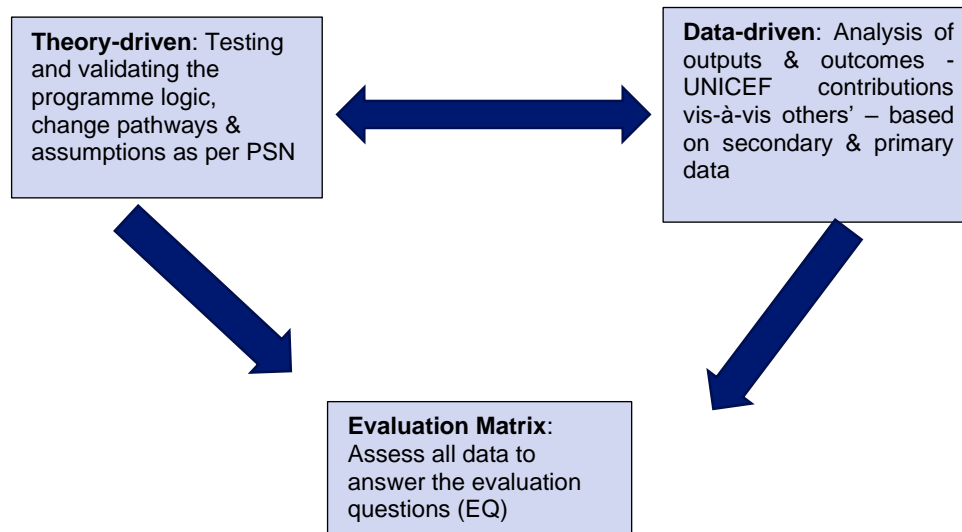 Theory-driven: Testing
and validating the
programme logic,
change pathways &
assumptions as per PSN
Data-driven: Analysis of
outputs & outcomes -
UNICEF contributions
vis-à-vis others’ – based
on secondary & primary
data
Evaluation Matrix:
Assess all data to
answer the evaluation
questions (EQ)